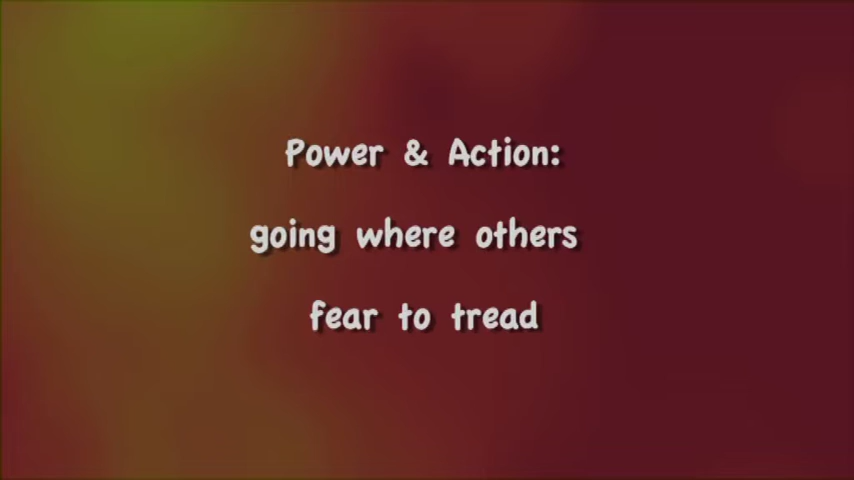 Power & Action:
going where others
fear to tread